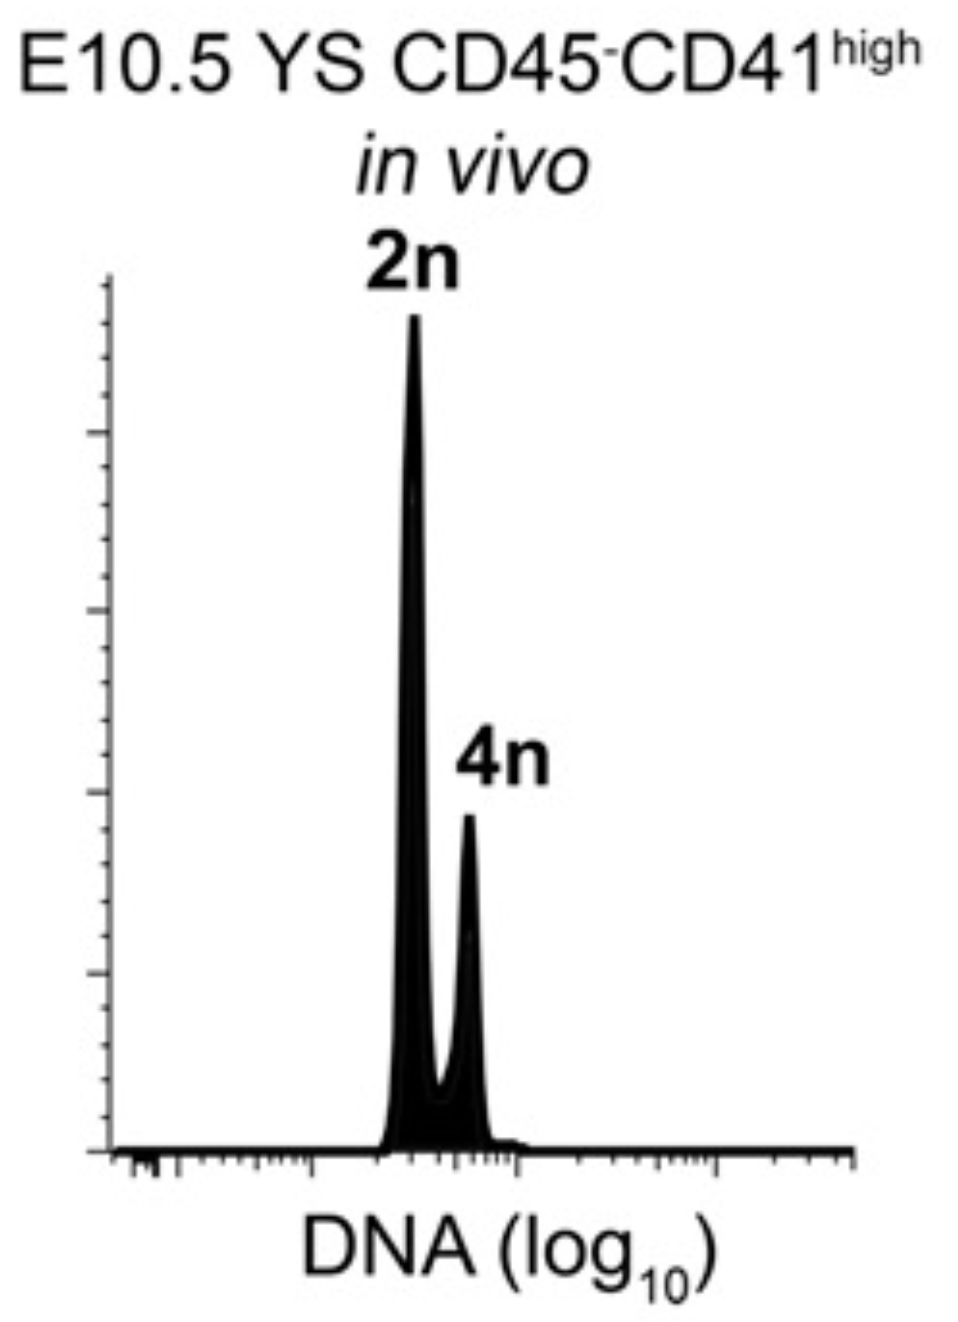 E10.5 YS CD45⁻CD41ʰⁱᵍʰ
in vivo
2n
4n
DNA (log₁₀)